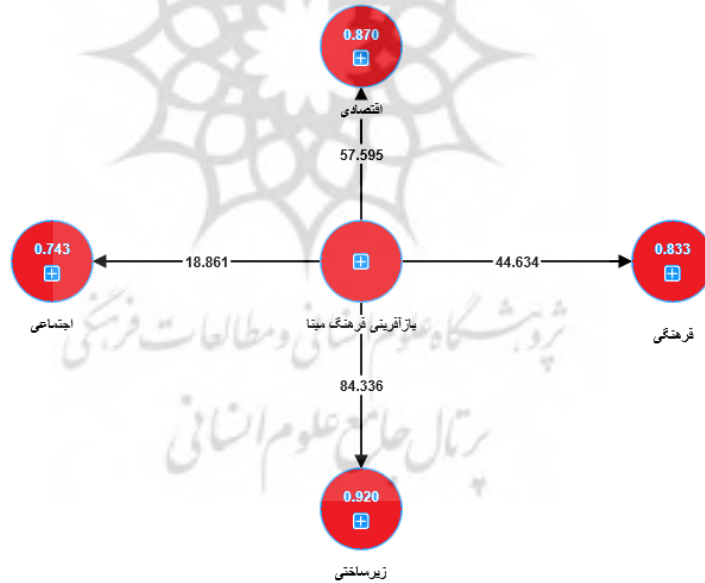 0.870
اقتصادی
57.595
0.743
18.861
44.634
0.833
اجتماعی
بازآفرینی فرهنگ مبنا
فرهنگی
پژوهشگاه علوم انسانی و مطالعات فرهنگی
84.336
پرتال جامع علوم انسانی
0.920
زیرساختی